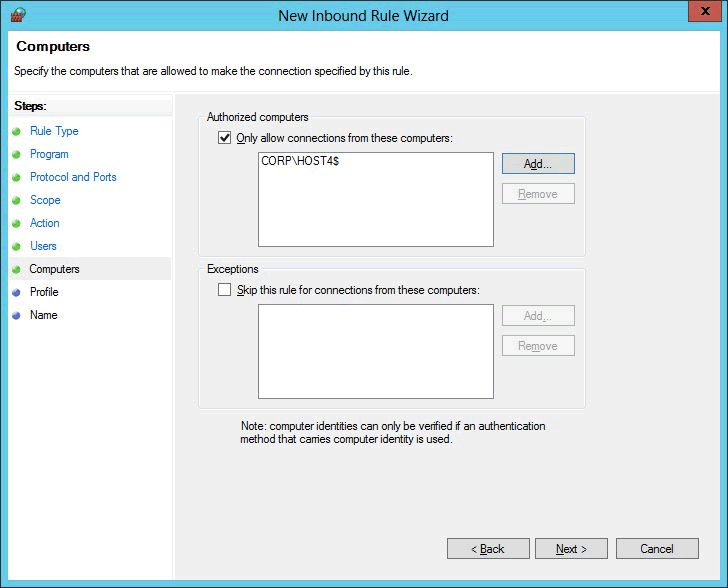 New Inbound Rule Wizard
x
Computers
Specify the computers that are allowed to make the connection specified by this rule.
Steps:
Rule Type
Program
Protocol and Ports
Scope
Action
Users
Computers
Profile
Name
Authorized computers
Only allow connections from these computers:
CORP\HOST4$
Add...
Remove
Exceptions
Skip this rule for connections from these computers:
Add...
Remove
Note: computer identities can only be verified if an authentication
method that carries computer identity is used.
< Back
Next >
Cancel